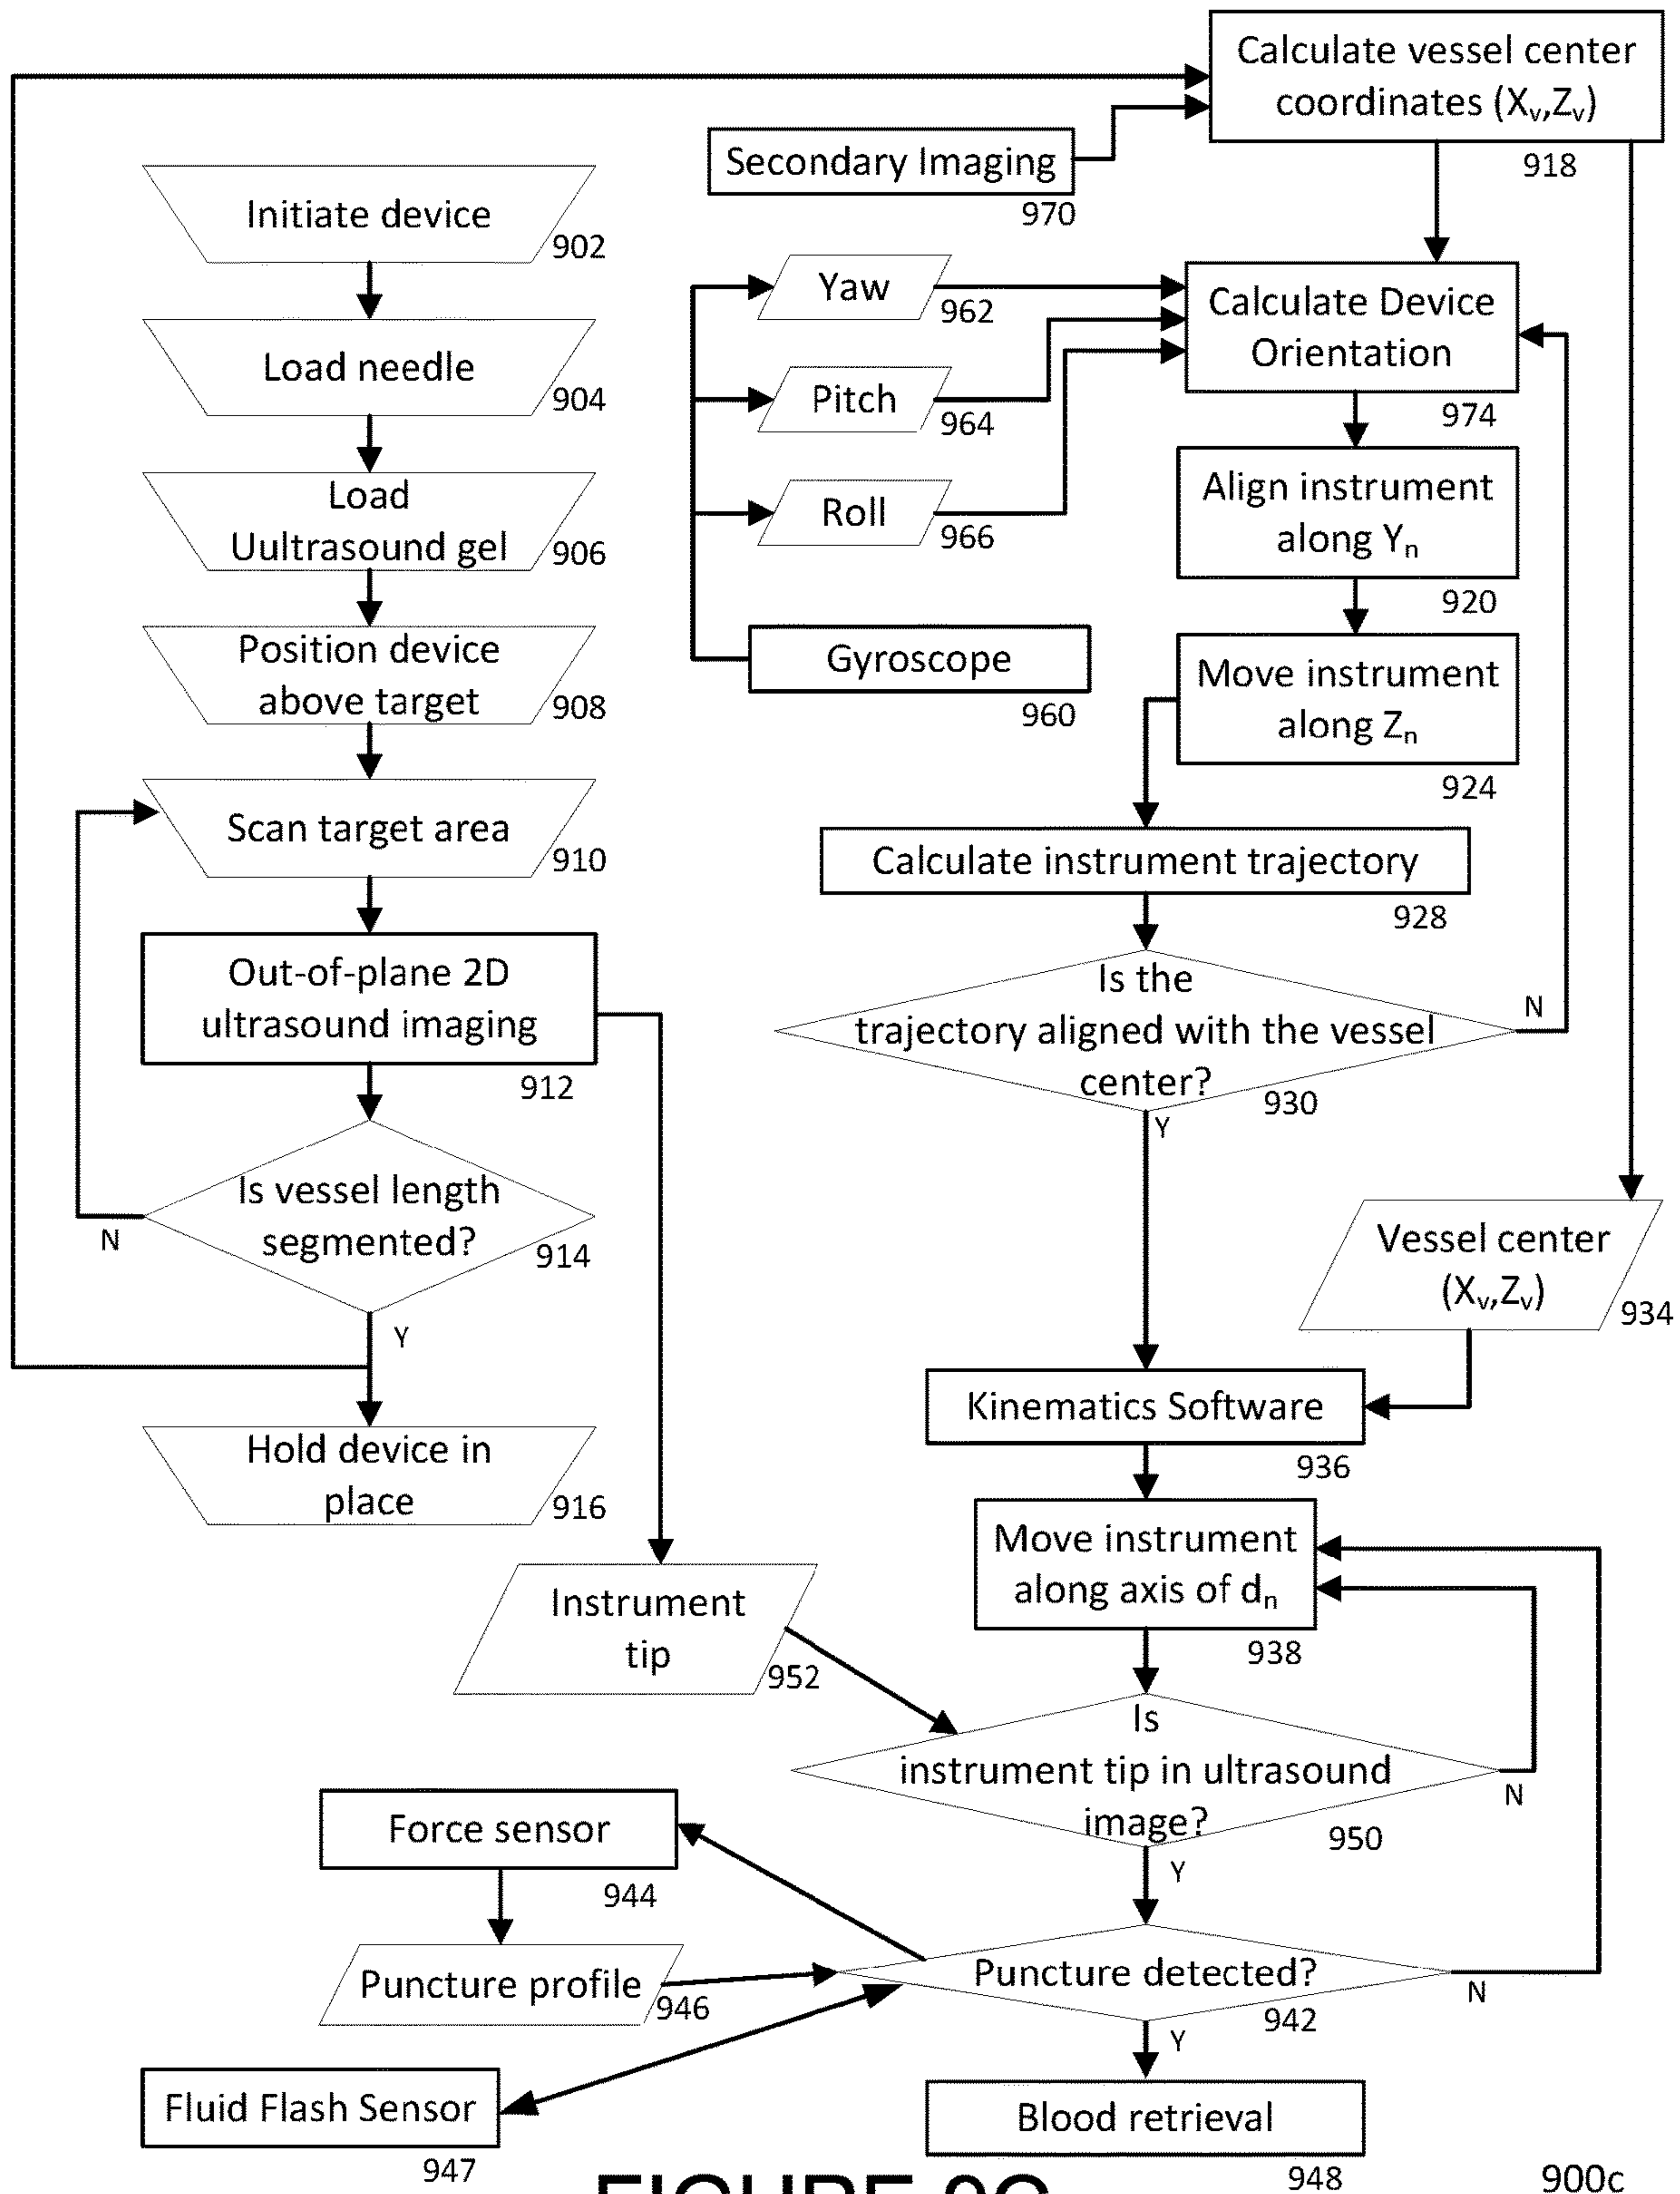 Calculate vessel center
coordinates (Xv,Zv)
918
Secondary Imaging
970
Initiate device
902
Load needle
904
Load
Uultrasound gel
906
Position device
above target
908
Scan target area
910
Out-of-plane 2D
ultrasound imaging
912
Is vessel length
segmented?
914
N
Y
Hold device in
place
916
Yaw
962
Pitch
964
Roll
966
Gyroscope
960
Calculate Device
Orientation
974
Align instrument
along Yn
920
Move instrument
along Zn
924
Calculate instrument trajectory
928
Is the
trajectory aligned with the vessel
center?
930
N
Y
Vessel center
(Xv,Zv)
934
Kinematics Software
936
Move instrument
along axis of dn
938
Instrument
tip
952
Is
instrument tip in ultrasound
image?
950
N
Y
Force sensor
944
Puncture profile
946
Puncture detected?
942
N
Y
Fluid Flash Sensor
947
Blood retrieval
948
900c